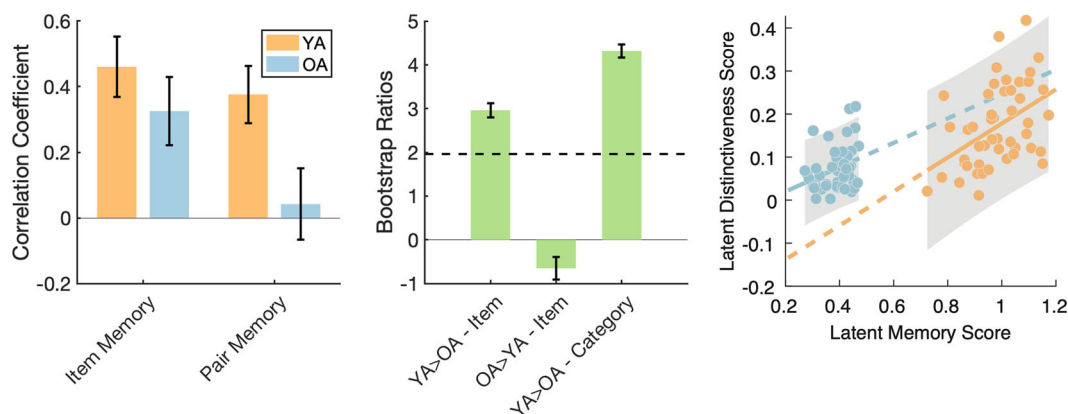 Correlation Coefficient
0.6
0.4
0.2
0
-0.2
YA
OA
Item Memory
Pair Memory
Bootstrap Ratios
5
4
3
2
1
0
-1
YA>OA - Item
OA>YA - Item
YA>OA - Category
Latent Distinctiveness Score
0.4
0.3
0.2
0.1
0
-0.1
-0.2
0.2
0.4
0.6
0.8
1
1.2
Latent Memory Score